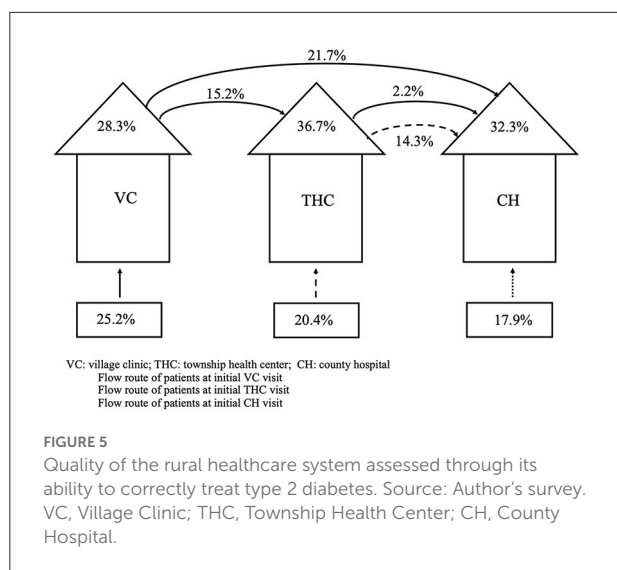 21.7%
15.2%
2.2%
28.3%
36.7%
14.3%
32.3%
VC
THC
CH
25.2%
20.4%
17.9%
VC: village clinic; THC: township health center; CH: county hospital
Flow route of patients at initial VC visit
Flow route of patients at initial THC visit
Flow route of patients at initial CH visit
FIGURE 5
Quality of the rural healthcare system assessed through its
ability to correctly treat type 2 diabetes. Source: Author's survey.
VC, Village Clinic; THC, Township Health Center; CH, County
Hospital.